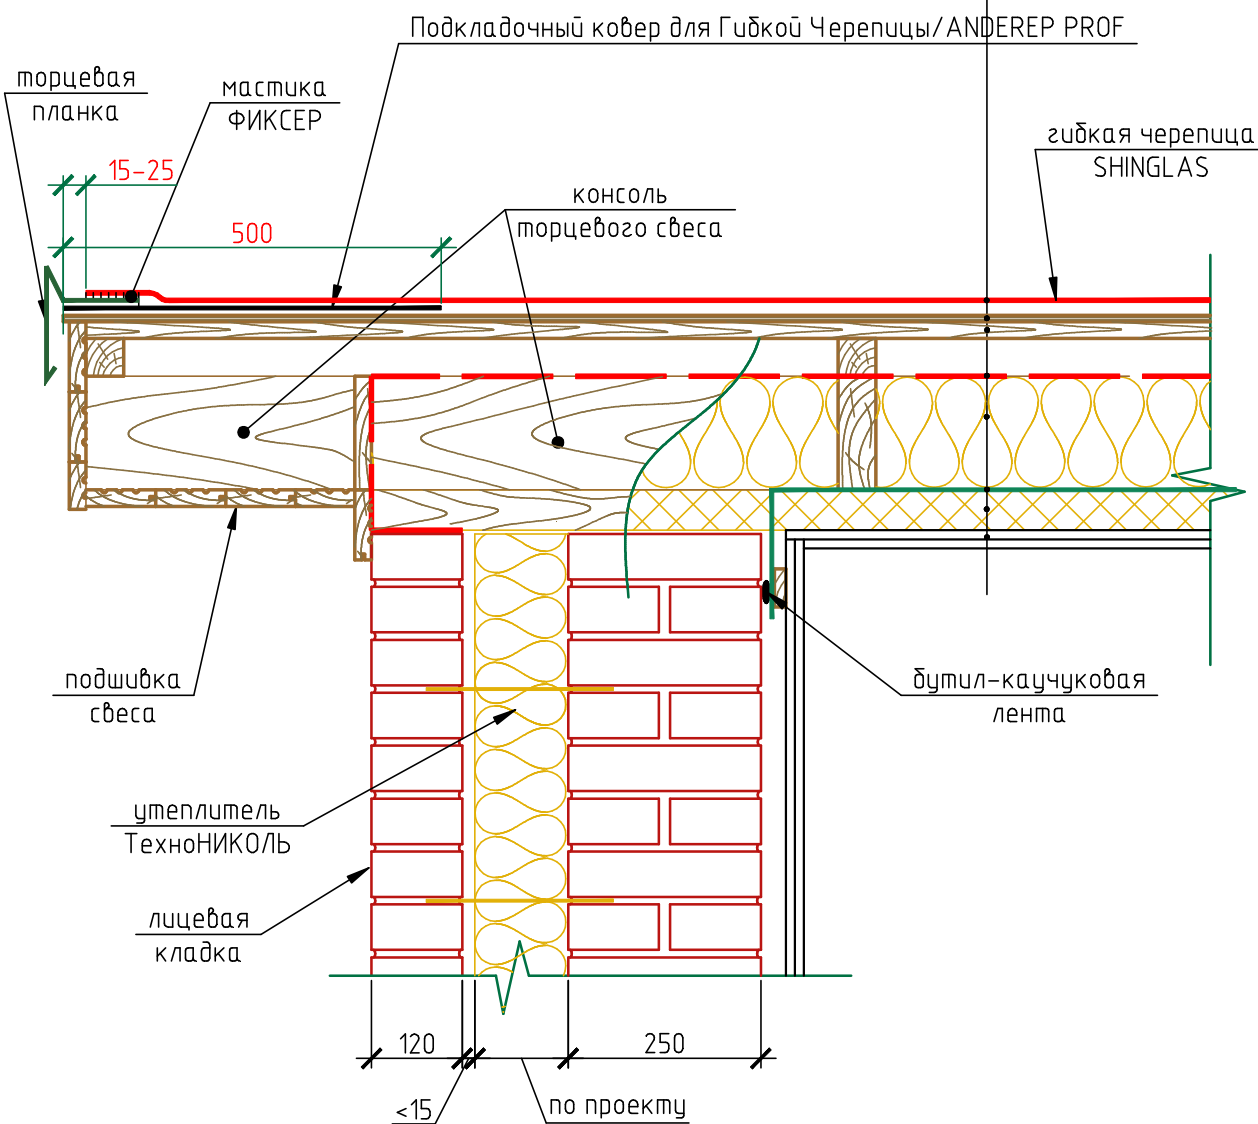 Подкладочный ковер для Гибкой Черепицы/ANDEREP PROF
торцевая
планка
мастика
ФИКСЕР
гибкая черепица
SHINGLAS
15-25
консоль
торцевого свеса
500
подшивка
свеса
бутил-каучуковая
лента
утеплитель
ТехноНИКОЛЬ
лицевая
кладка
120
250
<15
по проекту